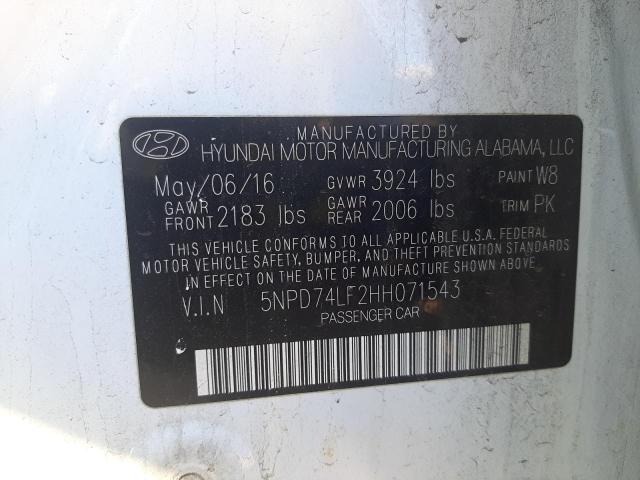 MANUFACTURED BY
HYUNDAI MOTOR MANUFACTURING ALABAMA, LLC
May/06/16 GVWR 3924 lbs PAINT W8
GAWR FRONT 2183 lbs GAWR REAR 2006 lbs TRIM PK
THIS VEHICLE CONFORMS TO ALL APPLICABLE U.S.A. FEDERAL
MOTOR VEHICLE SAFETY, BUMPER, AND THEFT PREVENTION STANDARDS
IN EFFECT ON THE DATE OF MANUFACTURE SHOWN ABOVE.
V.I.N 5NPD74LF2HH071543
PASSENGER CAR